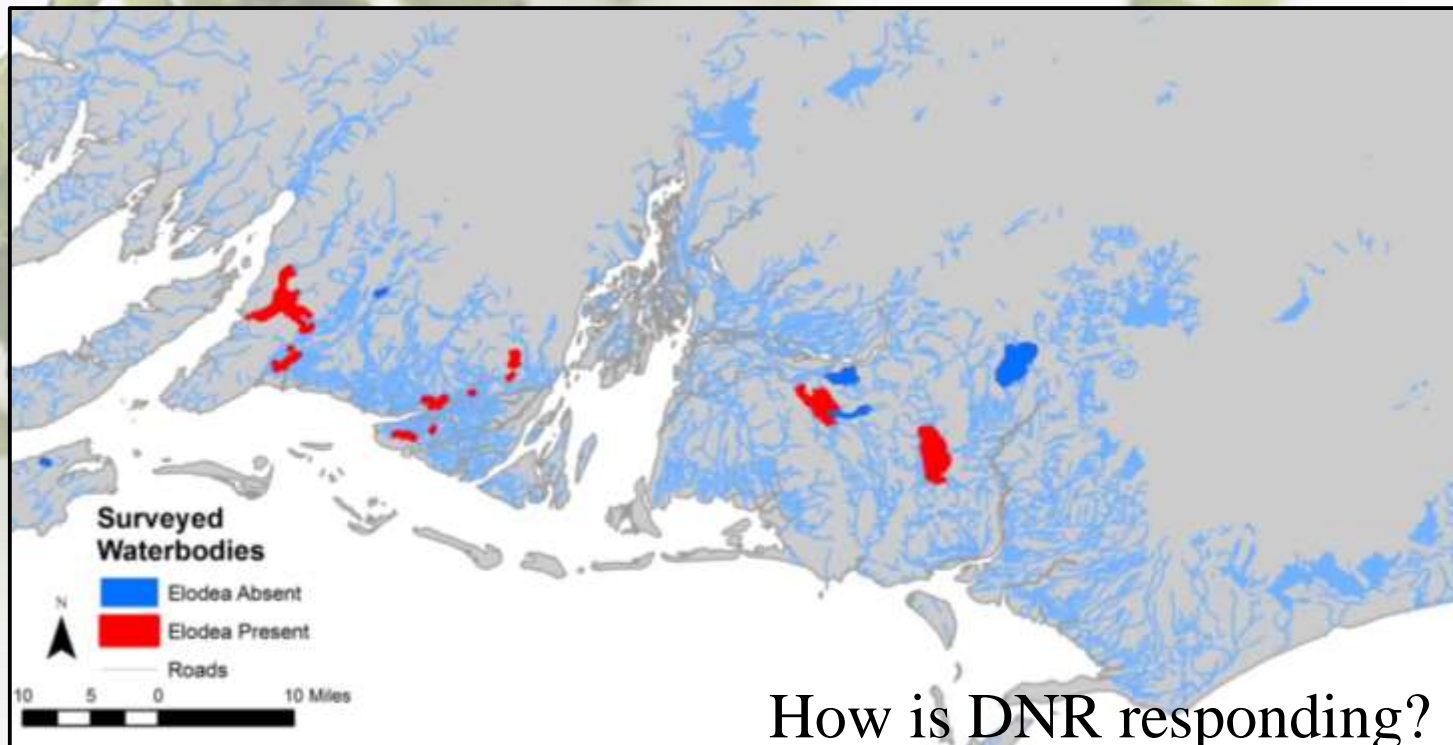 Surveyed
Waterbodies
Elodea Absent
N
Elodea Present
Roads
10 5 0 10 Miles
How is DNR responding?